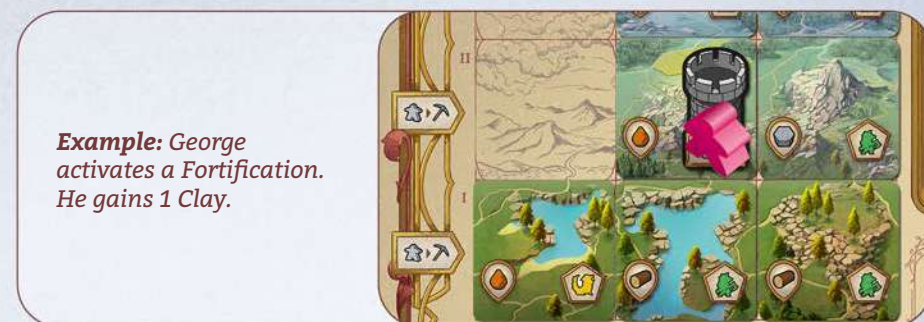 Example: George
activates a Fortification.
He gains 1 Clay.
II
I